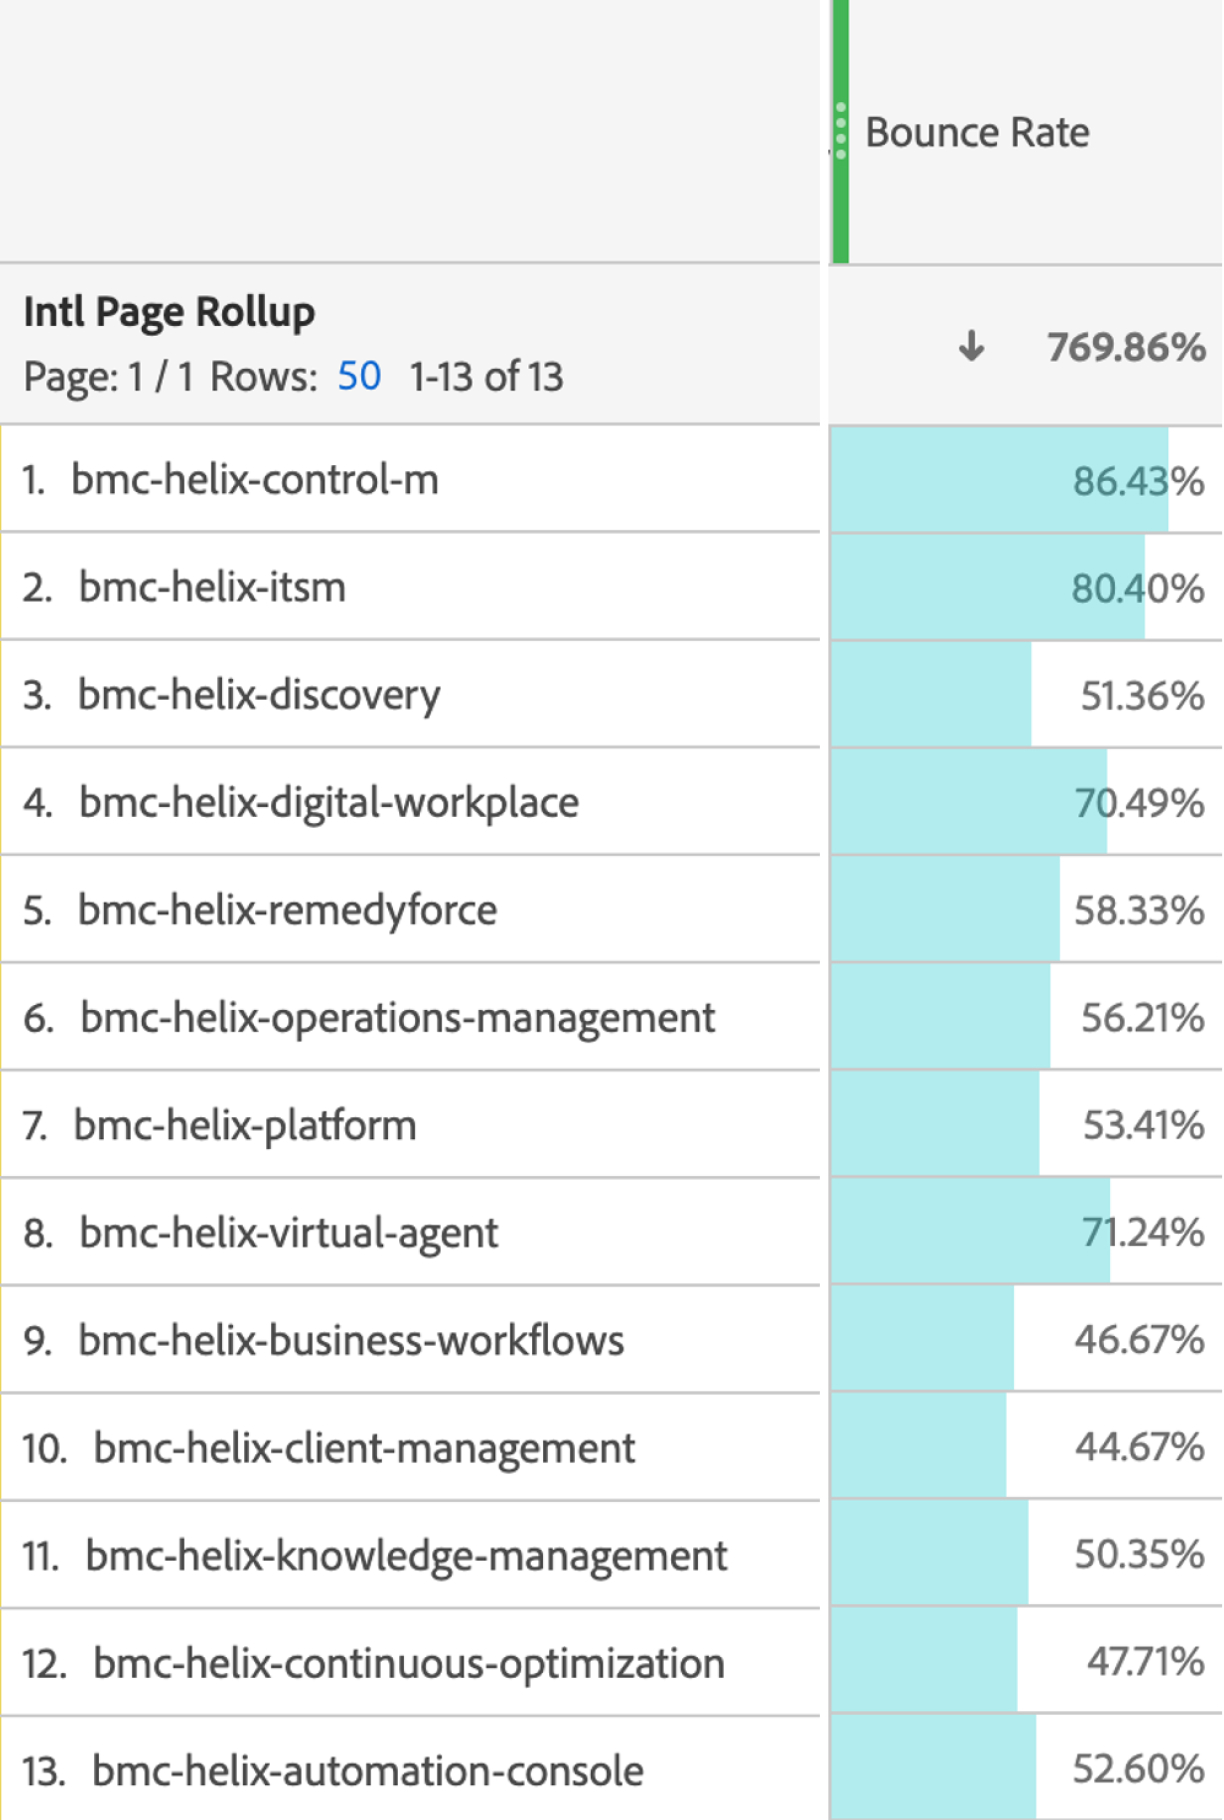 Bounce Rate
Intl Page Rollup
Page: 1 / 1 Rows: 50 1-13 of 13
769.86%
1. bmc-helix-control-m 86.43%
2. bmc-helix-itsm 80.40%
3. bmc-helix-discovery 51.36%
4. bmc-helix-digital-workplace 70.49%
5. bmc-helix-remedyforce 58.33%
6. bmc-helix-operations-management 56.21%
7. bmc-helix-platform 53.41%
8. bmc-helix-virtual-agent 71.24%
9. bmc-helix-business-workflows 46.67%
10. bmc-helix-client-management 44.67%
11. bmc-helix-knowledge-management 50.35%
12. bmc-helix-continuous-optimization 47.71%
13. bmc-helix-automation-console 52.60%